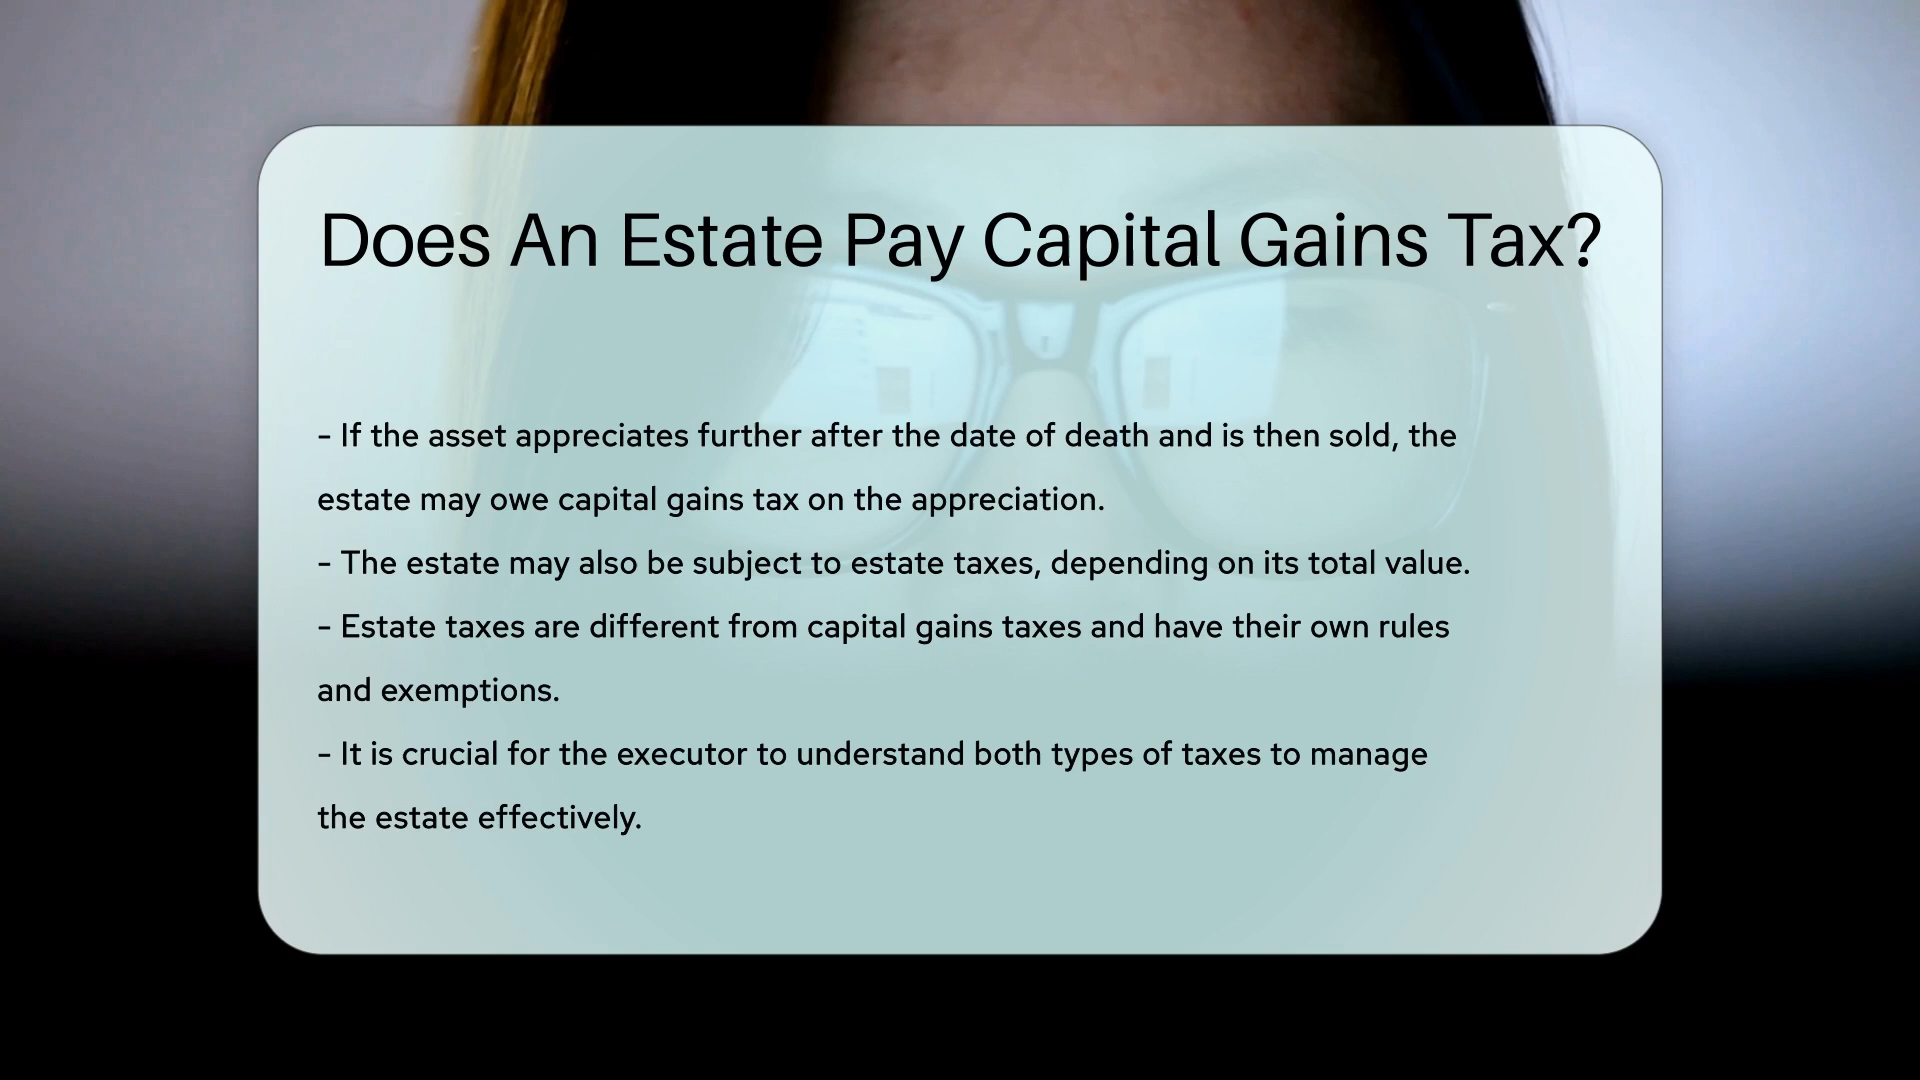 Does An Estate Pay Capital Gains Tax?
- If the asset appreciates further after the date of death and is then sold, the
estate may owe capital gains tax on the appreciation.
- The estate may also be subject to estate taxes, depending on its total value.
- Estate taxes are different from capital gains taxes and have their own rules
and exemptions.
- It is crucial for the executor to understand both types of taxes to manage
the estate effectively.